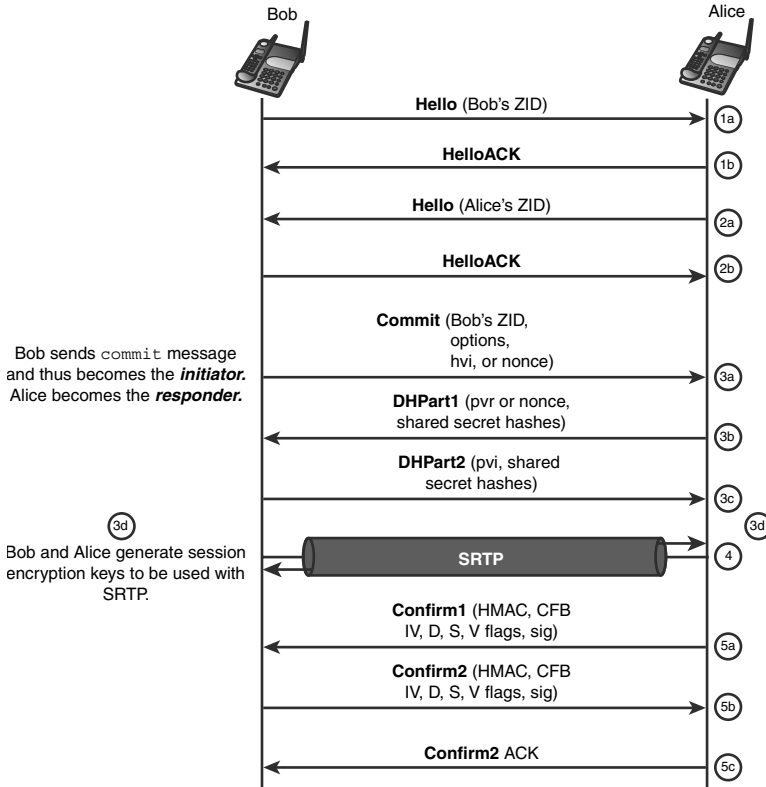 Bob
Alice
Hello (Bob's ZID)
1a
HelloACK
1b
Hello (Alice's ZID)
2a
HelloACK
2b
Commit (Bob's ZID,
options,
hvi, or nonce)
3a
Bob sends commit message
and thus becomes the initiator.
Alice becomes the responder.
DHPart1 (pvr or nonce,
shared secret hashes)
3b
DHPart2 (pvi, shared
secret hashes)
3c
3d
3d
Bob and Alice generate session
encryption keys to be used with
SRTP.
SRTP
4
Confirm1 (HMAC, CFB
IV, D, S, V flags, sig)
5a
Confirm2 (HMAC, CFB
IV, D, S, V flags, sig)
5b
Confirm2 ACK
5c